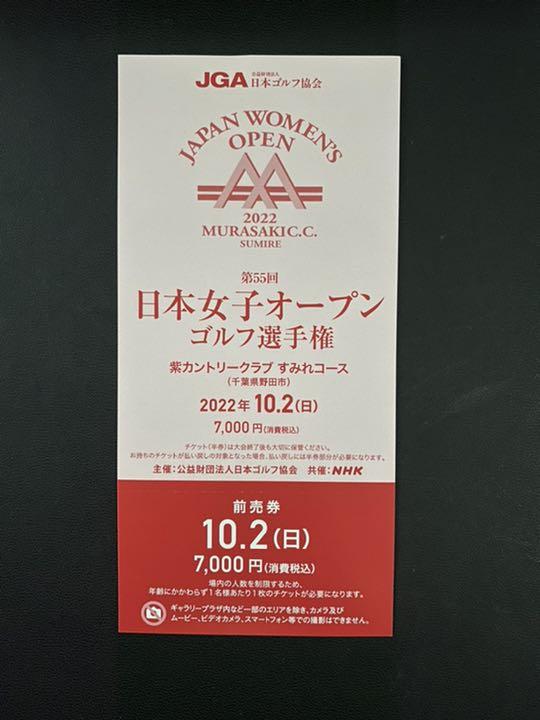 JGA 公益財団法人 日本ゴルフ協会
JAPAN WOMEN'S
OPEN
2022
MURASAKI C.C.
SUMIRE
第55回
日本女子オープン
ゴルフ選手権
紫カントリークラブ すみれコース
(千葉県野田市)
2022年 10.2(日)
7,000円(消費税込)
チケット(半券)は大会終了後も大切に保管ください。
お持ちのチケットが払い戻しの対象となった場合、払い戻しには半券部分が必要になります。
主催:公益財団法人日本ゴルフ協会 共催:NHK
前売券
10.2(日)
7,000円(消費税込)
場内の人数を制限するため、
年齢にかかわらず1名様あたり1枚のチケットが必要になります。
ギャラリープラザ内など一部のエリアを除き、カメラ及び
ムービー、ビデオカメラ、スマートフォン等での撮影はできません。